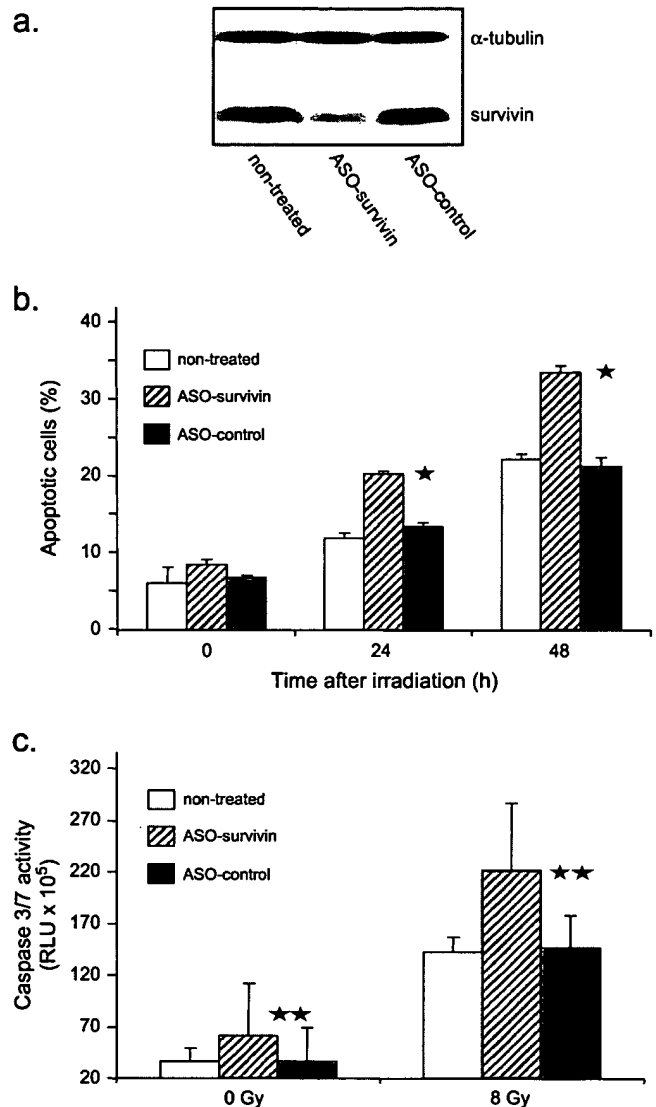 a.
α-tubulin
survivin
non-treated
ASO-survivin
ASO-control
b.
40
30
20
10
0
Apoptotic cells (%)
non-treated
ASO-survivin
ASO-control
★
★
0
24
48
Time after irradiation (h)
c.
320
270
220
170
120
70
20
Caspase 3/7 activity
(RLU x 10⁵)
non-treated
ASO-survivin
ASO-control
★★
★★
0 Gy
8 Gy